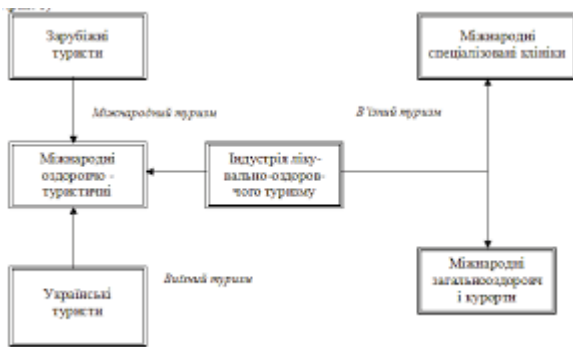 Зарубіжні
туристи
Міжнародні
спеціалізовані клініки
Міжнародний туризм
В'їзний туризм
Міжнародні
оздоровчо -
туристичні
Індустрія ліку-
вально-оздоров-
чого туризму
Виїзний туризм
Українські
туристи
Міжнародні
загальнооздоровч
і курорти